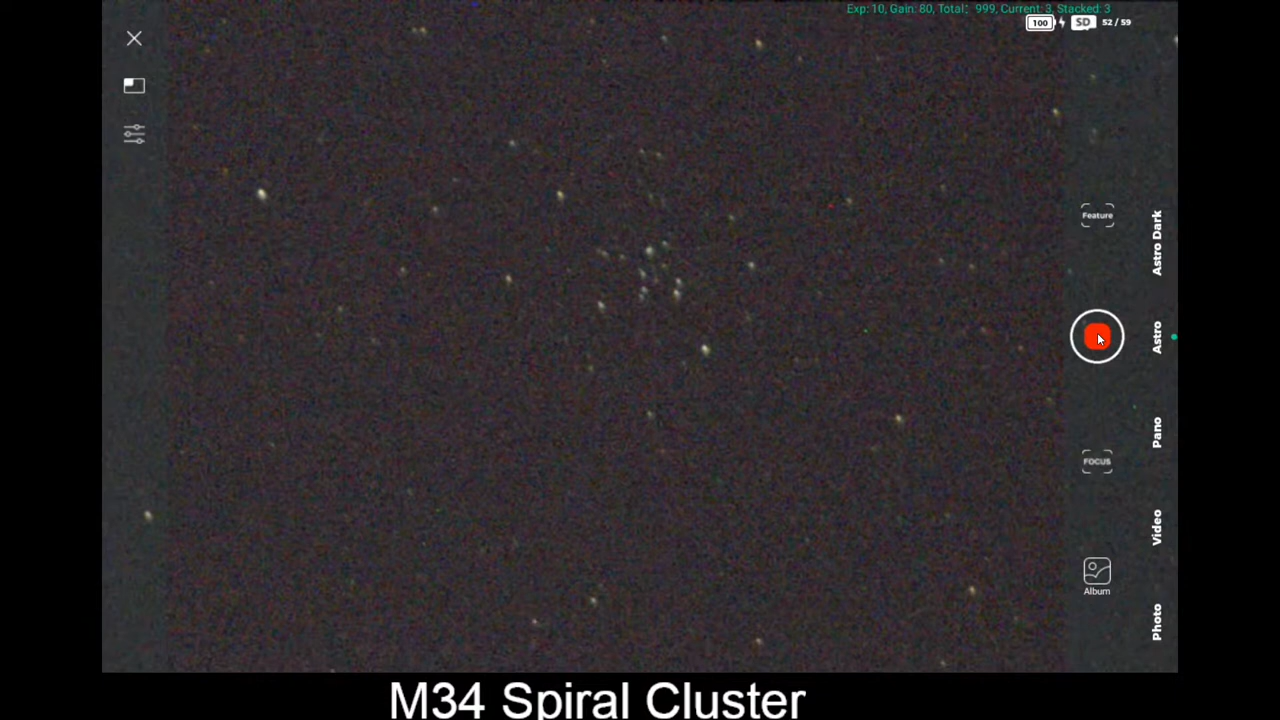 Exp: 10, Gain: 80, Total: 999, Current: 3, Stacked: 3
100 SD 52 / 59
Astro Dark
Feature
Astro
Pano
FOCUS
Video
Album
Photo
M34 Spiral Cluster